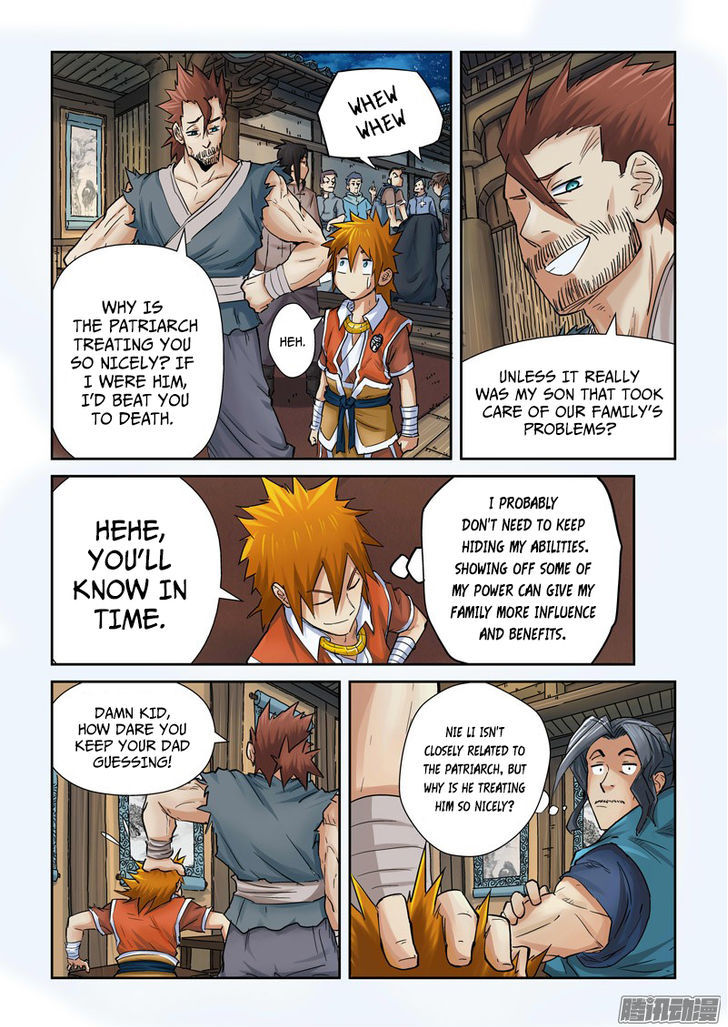 WHEW
WHEW
WHY IS
THE PATRIARCH
TREATING YOU
SO NICELY? IF
I WERE HIM,
I'D BEAT YOU
TO DEATH.
HEH.
UNLESS IT REALLY
WAS MY SON THAT TOOK
CARE OF OUR FAMILY'S
PROBLEMS?
HEHE,
YOU'LL
KNOW IN
TIME.
I PROBABLY
DON'T NEED TO KEEP
HIDING MY ABILITIES.
SHOWING OFF SOME OF
MY POWER CAN GIVE MY
FAMILY MORE INFLUENCE
AND BENEFITS.
DAMN KID,
HOW DARE YOU
KEEP YOUR DAD
GUESSING!
NIE LI ISN'T
CLOSELY RELATED TO
THE PATRIARCH, BUT
WHY IS HE TREATING
HIM SO NICELY?
腾讯动漫